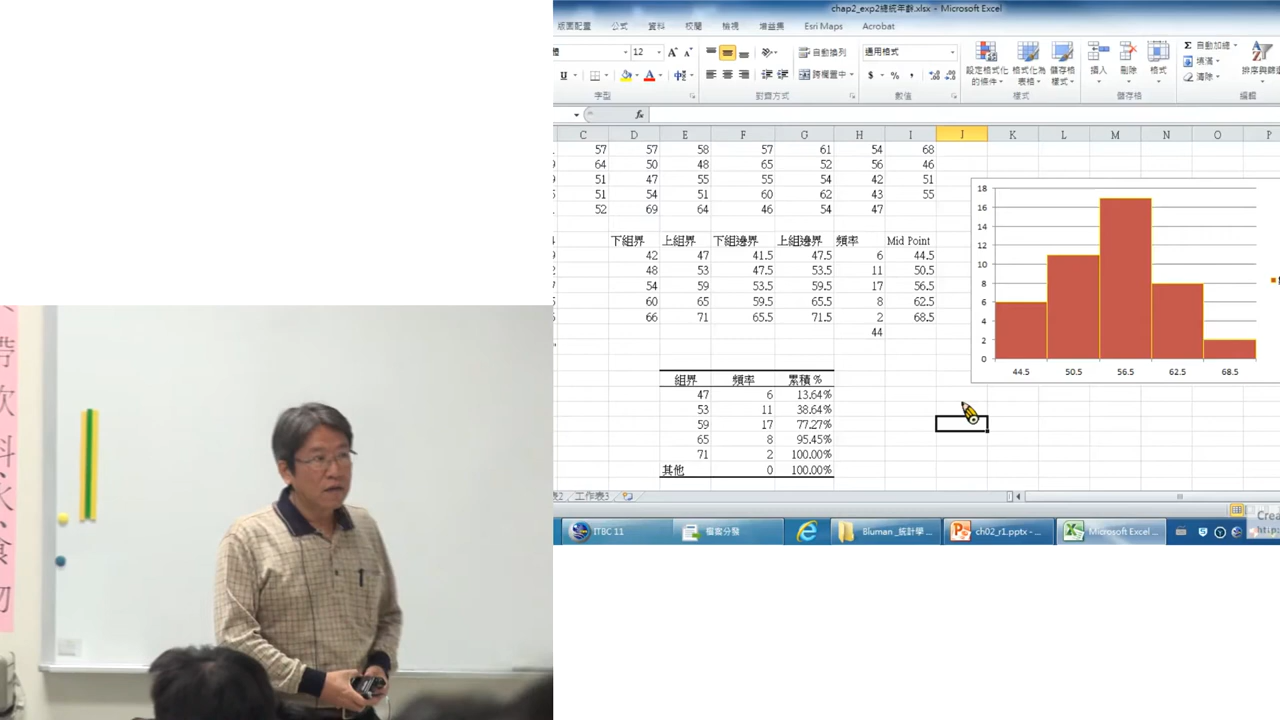 chap2_exp2總統年齡.xlsx - Microsoft Excel
版面配置 公式 資料 校閱 檢視 增益集 Esri Maps Acrobat
12 A A 自動換列 通用格式 設定格式化的條件 格式化為表格 儲存格樣式 插入 刪除 格式 Σ 自動加總 填滿 清除
U A 跨欄置中 $ % ,
字型 對齊方式 數值 樣式 儲存格 編輯
fx
C D E F G H I J K L M N O P
57 57 58 57 61 54 68
64 50 48 65 52 56 46
51 47 55 55 54 42 51
51 54 51 60 62 43 55
52 69 64 46 54 47
下組界 上組界 下組邊界 上組邊界 頻率 Mid Point
42 47 41.5 47.5 6 44.5
48 53 47.5 53.5 11 50.5
54 59 53.5 59.5 17 56.5
60 65 59.5 65.5 8 62.5
66 71 65.5 71.5 2 68.5
44
組界 頻率 累積 %
47 6 13.64%
53 11 38.64%
59 17 77.27%
65 8 95.45%
71 2 100.00%
其他 0 100.00%
18
16
14
12
10
8
6
4
2
0
44.5 50.5 56.5 62.5 68.5
工作表3
ITBC 11 檔案分發 Bluman _統計學 ... ch02_r1.pptx - ... Microsoft Excel ...
飲
料
食
物